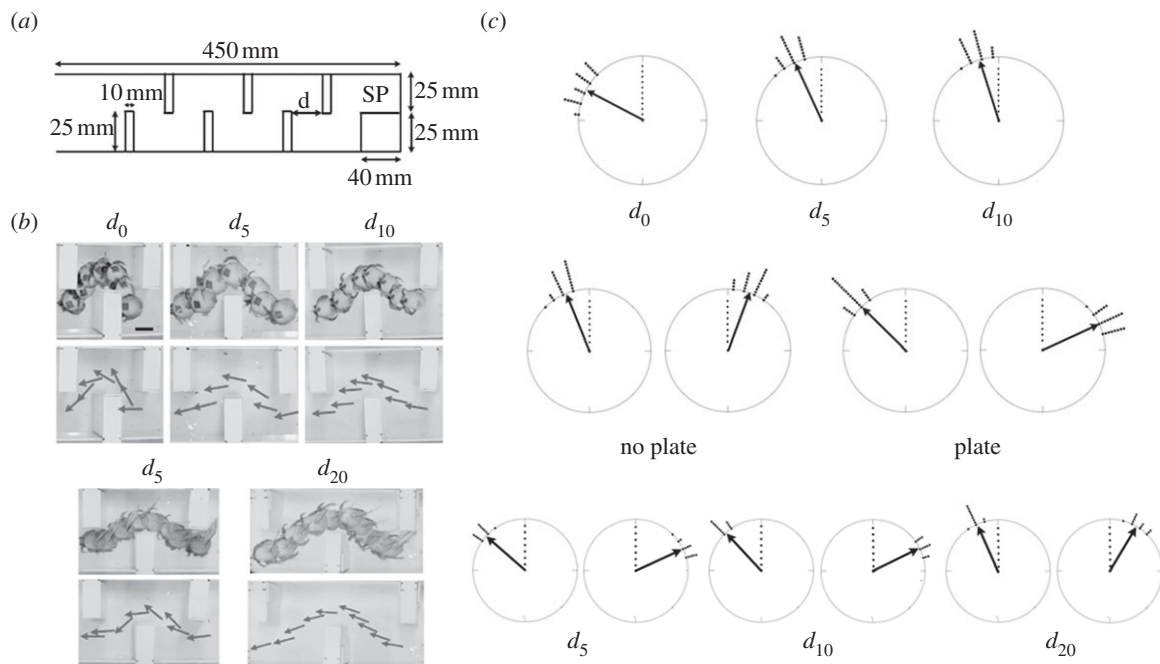 (a)
450 mm
10 mm
d
SP
25 mm
25 mm
25 mm
40 mm
(b)
d0
d5
d10
d5
d20
(c)
d0
d5
d10
no plate
plate
d5
d10
d20